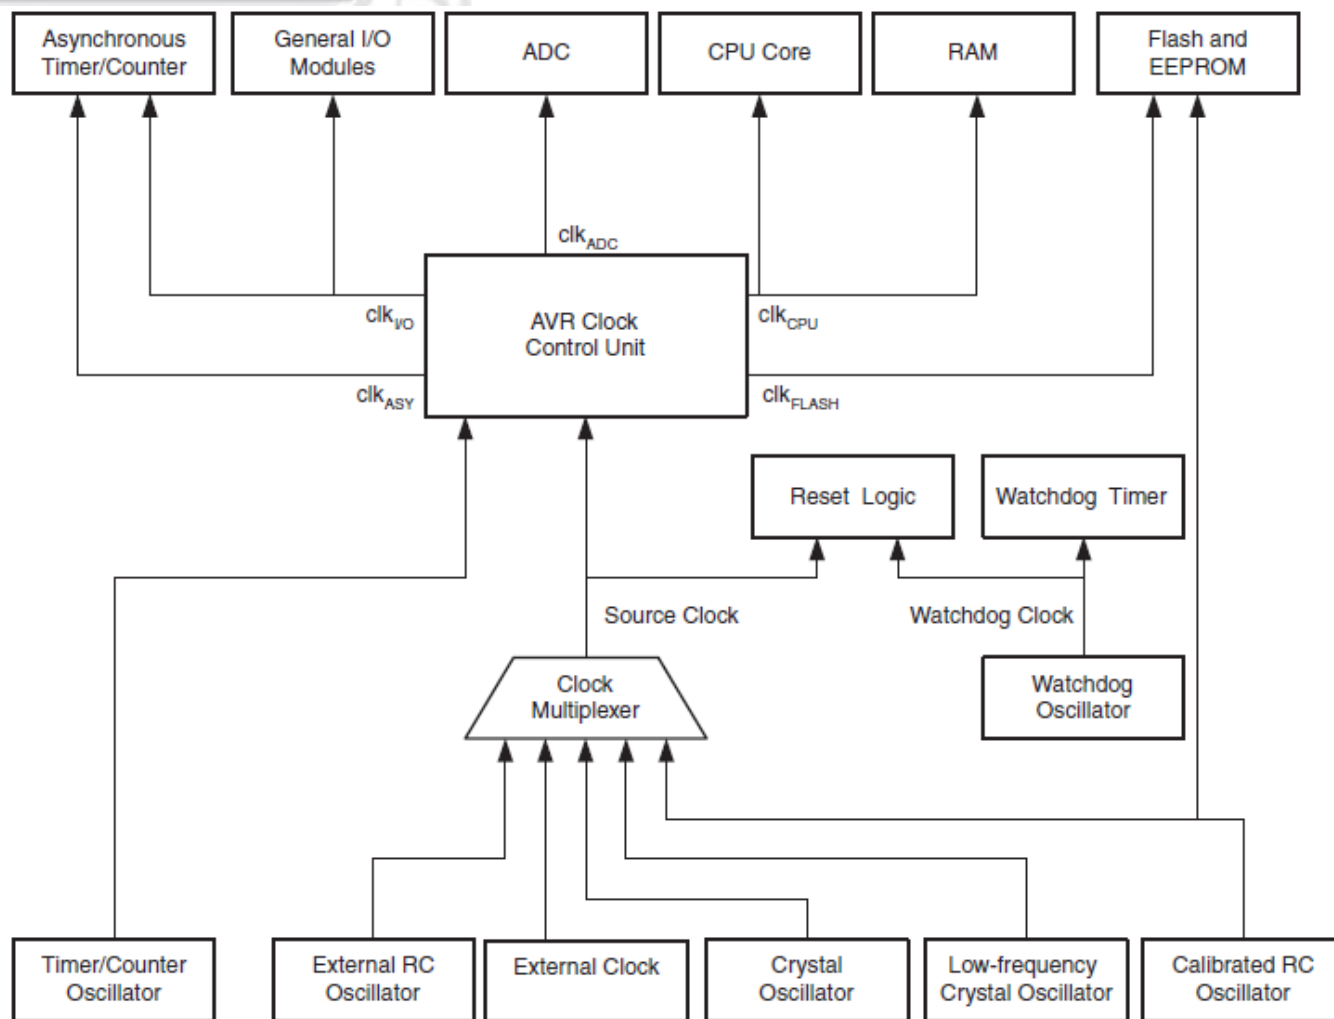 Asynchronous
Timer/Counter
General I/O
Modules
ADC
CPU Core
RAM
Flash and
EEPROM
clkADC
clkI/O
AVR Clock
Control Unit
clkCPU
clkASY
clkFLASH
Reset Logic
Watchdog Timer
Source Clock
Watchdog Clock
Clock
Multiplexer
Watchdog
Oscillator
Timer/Counter
Oscillator
External RC
Oscillator
External Clock
Crystal
Oscillator
Low-frequency
Crystal Oscillator
Calibrated RC
Oscillator